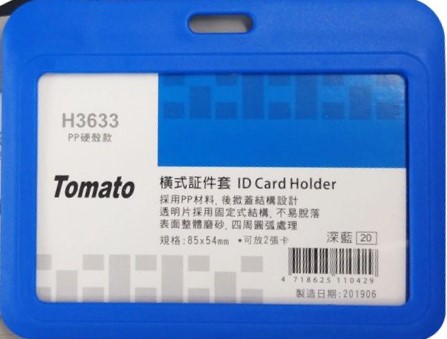 H3633
PP硬殼款
Tomato
橫式証件套 ID Card Holder
採用PP材料, 後掀蓋結構設計
透明片採用固定式結構, 不易脫落
表面整體磨砂, 四周圓弧處理
規格:85x54mm •可放2張卡
深藍 20
4 718625 110429
製造日期:201906